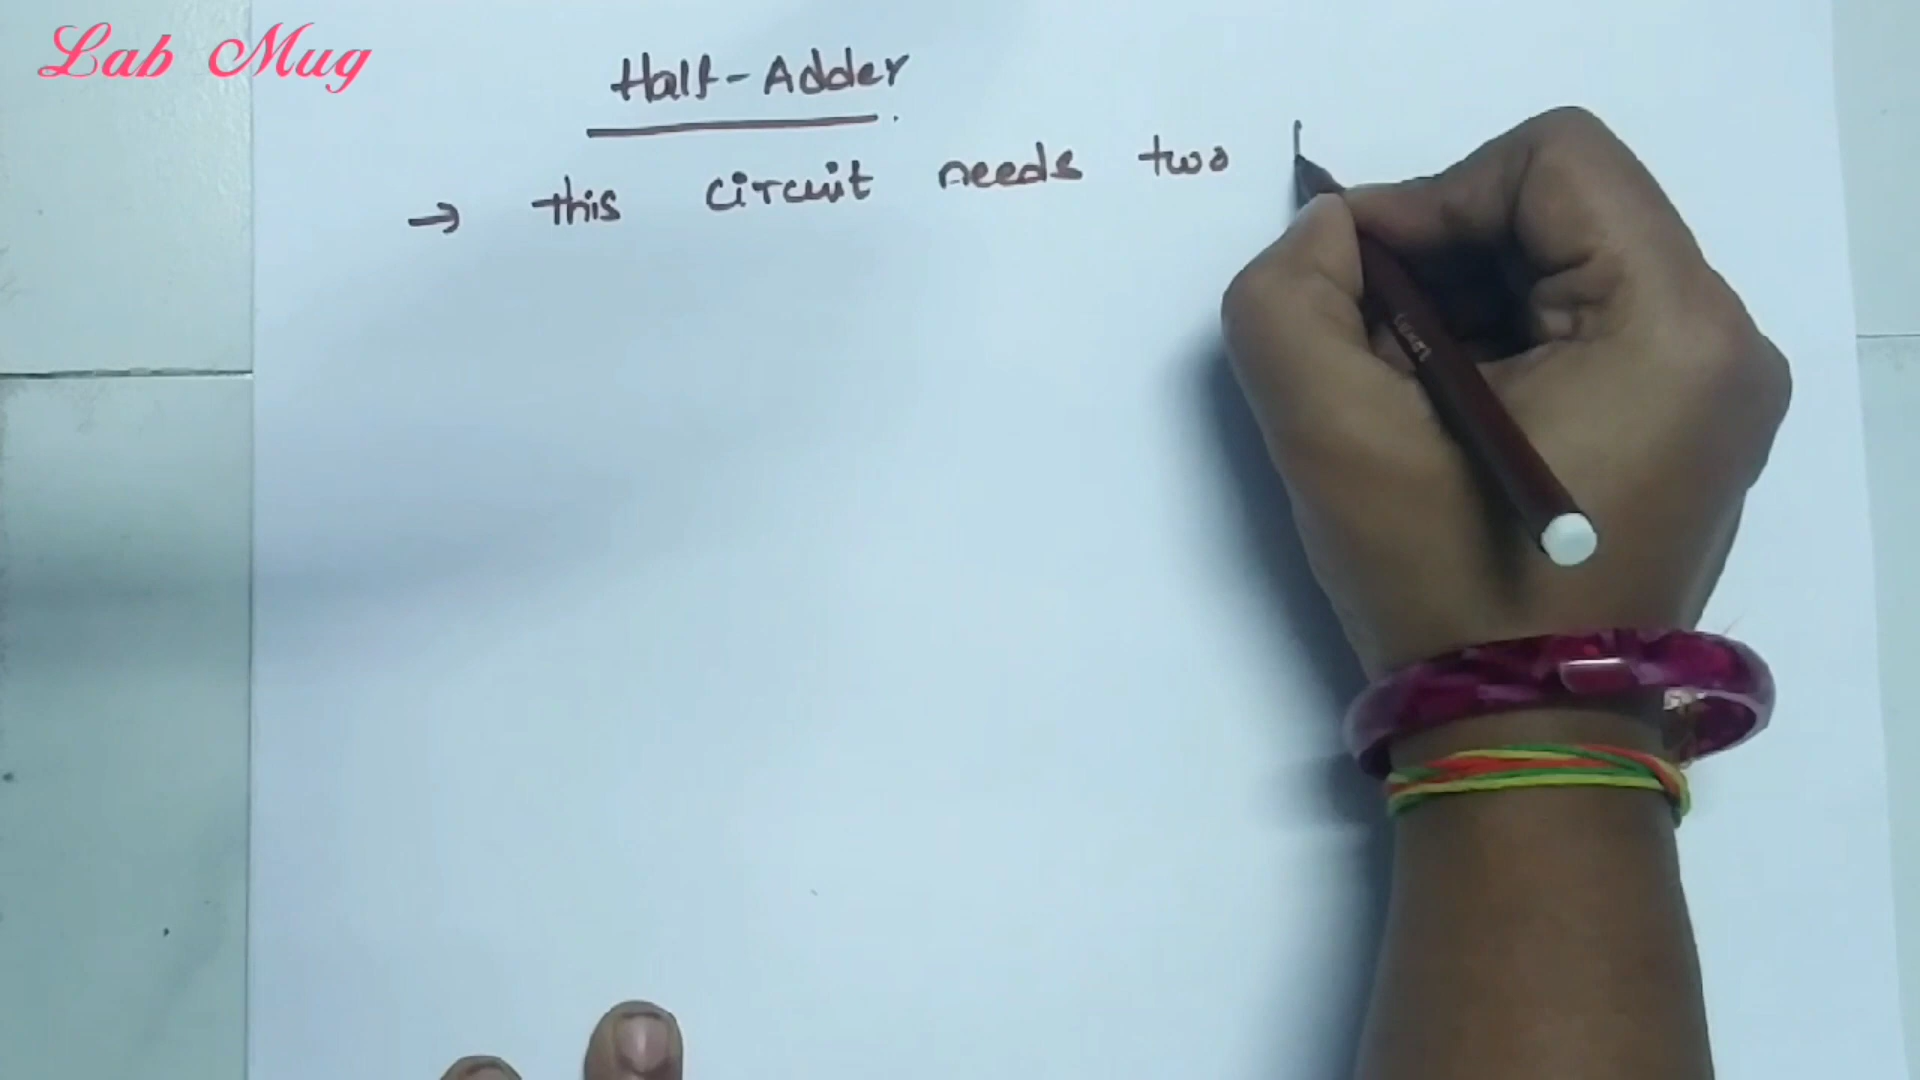 Lab Mug
Half-Adder
→ this circuit needs two